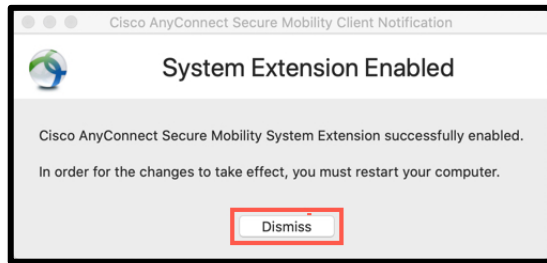 Cisco AnyConnect Secure Mobility Client Notification
System Extension Enabled
Cisco AnyConnect Secure Mobility System Extension successfully enabled.
In order for the changes to take effect, you must restart your computer.
Dismiss